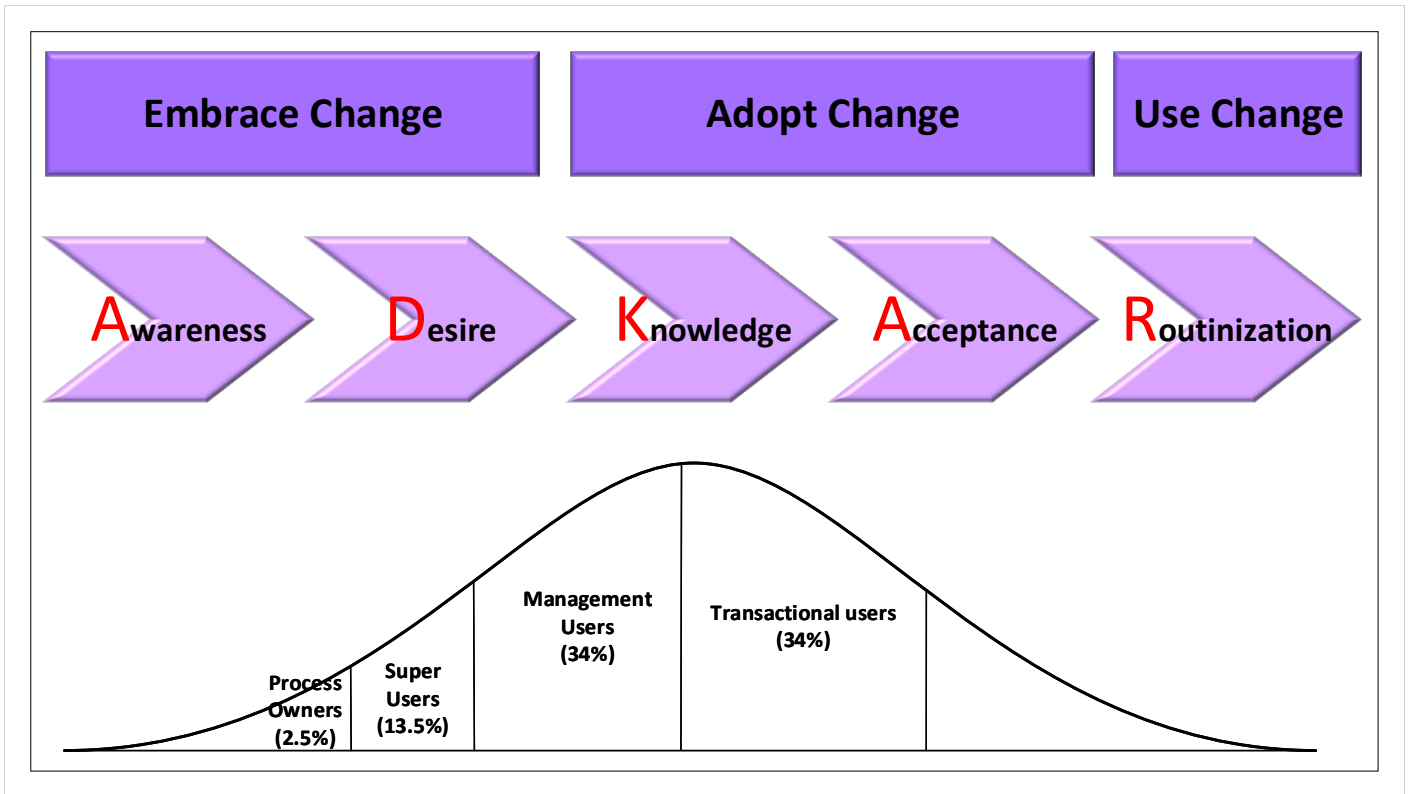 Embrace Change
Adopt Change
Use Change
Awareness
Desire
Knowledge
Acceptance
Routinization
Process
Owners
(2.5%)
Super
Users
(13.5%)
Management
Users
(34%)
Transactional users
(34%)